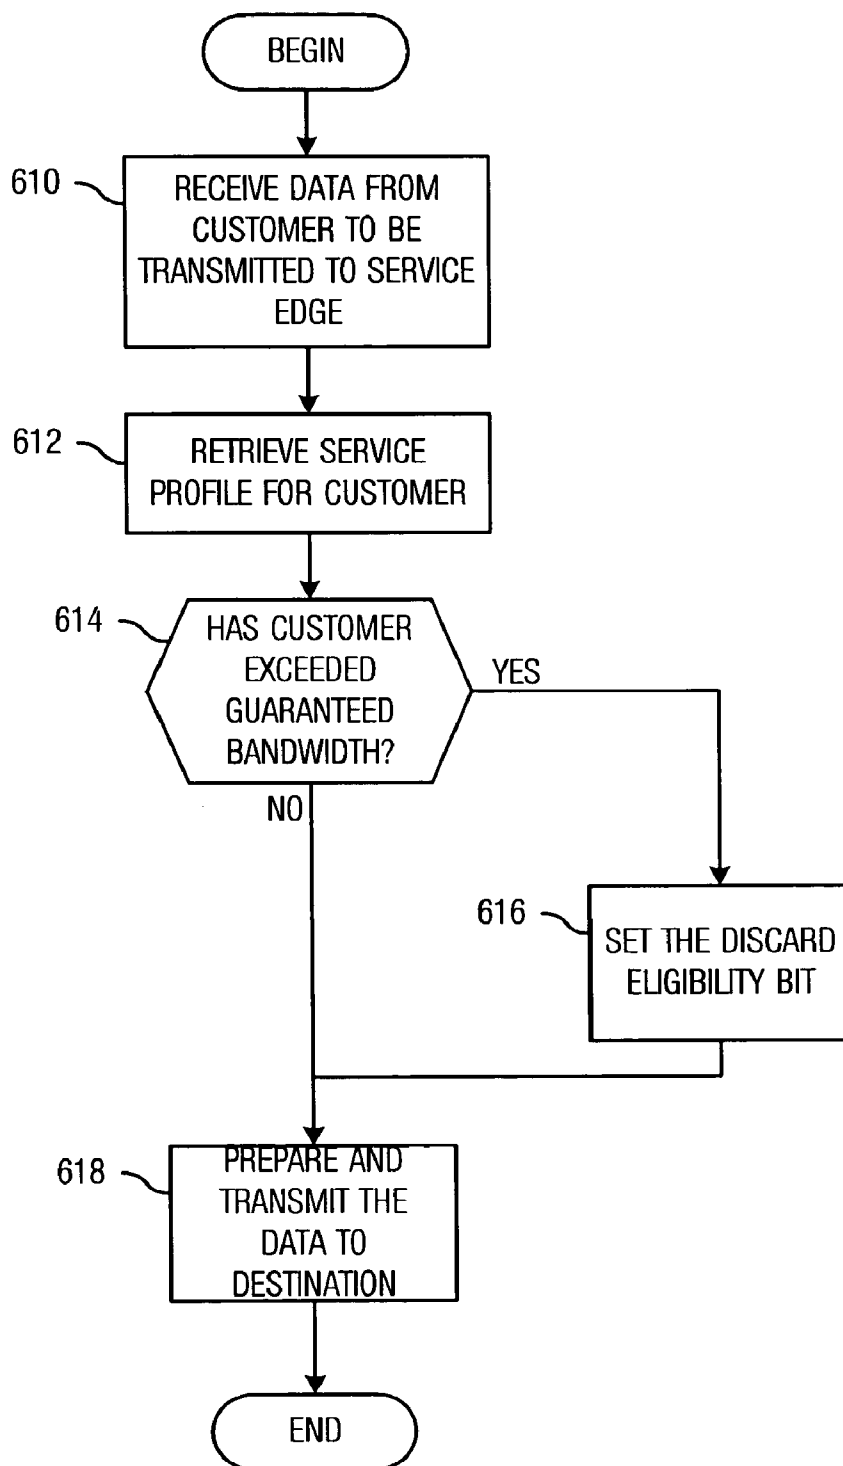 BEGIN
610
RECEIVE DATA FROM
CUSTOMER TO BE
TRANSMITTED TO SERVICE
EDGE
612
RETRIEVE SERVICE
PROFILE FOR CUSTOMER
614
HAS CUSTOMER
EXCEEDED
GUARANTEED
BANDWIDTH?
YES
NO
616
SET THE DISCARD
ELIGIBILITY BIT
618
PREPARE AND
TRANSMIT THE
DATA TO
DESTINATION
END